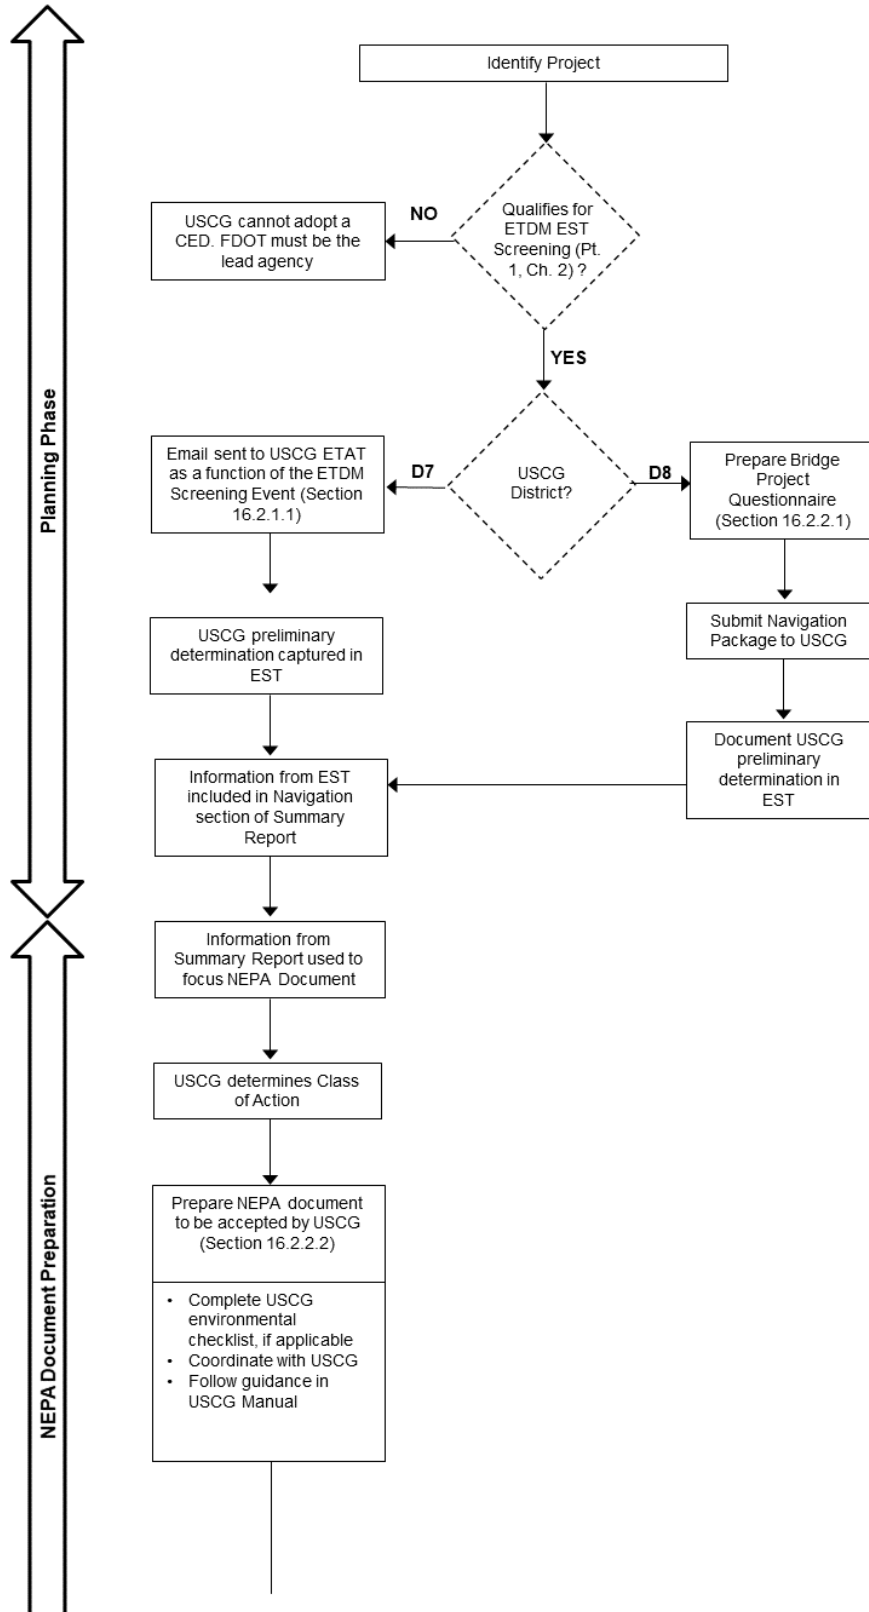 Identify Project
Qualifies for
ETDM EST
Screening (Pt.
1, Ch. 2) ?
NO
USCG cannot adopt a
CED. FDOT must be the
lead agency
YES
USCG
District?
D7
D8
Email sent to USCG ETAT
as a function of the ETDM
Screening Event (Section
16.2.1.1)
Prepare Bridge
Project
Questionnaire
(Section 16.2.2.1)
USCG preliminary
determination captured in
EST
Submit Navigation
Package to USCG
Document USCG
preliminary
determination in
EST
Information from EST
included in Navigation
section of Summary
Report
Planning Phase
Information from
Summary Report used to
focus NEPA Document
USCG determines Class
of Action
Prepare NEPA document
to be accepted by USCG
(Section 16.2.2.2)
• Complete USCG
environmental
checklist, if applicable
• Coordinate with USCG
• Follow guidance in
USCG Manual
NEPA Document Preparation